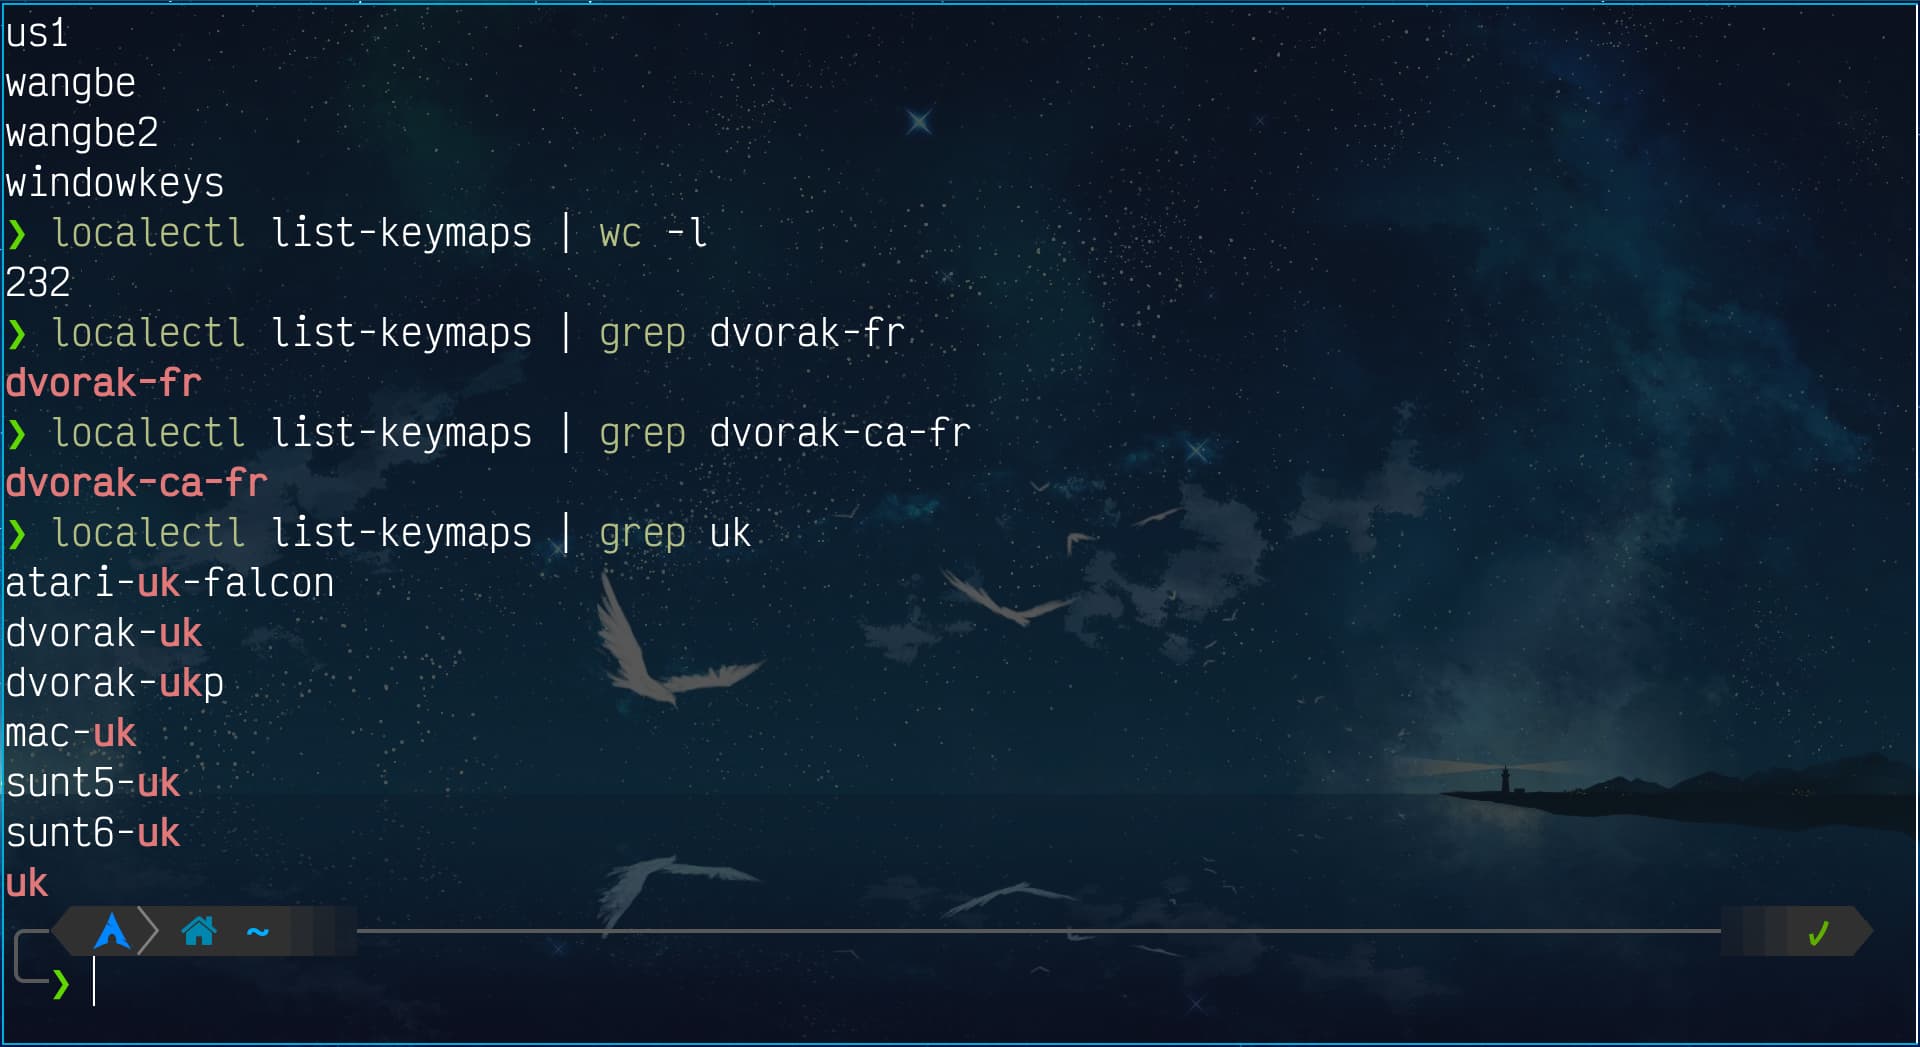 us1
wangbe
wangbe2
windowkeys
❯ localectl list-keymaps | wc -l
232
❯ localectl list-keymaps | grep dvorak-fr
dvorak-fr
❯ localectl list-keymaps | grep dvorak-ca-fr
dvorak-ca-fr
❯ localectl list-keymaps | grep uk
atari-uk-falcon
dvorak-uk
dvorak-ukp
mac-uk
sunt5-uk
sunt6-uk
uk
~ ✓
❯